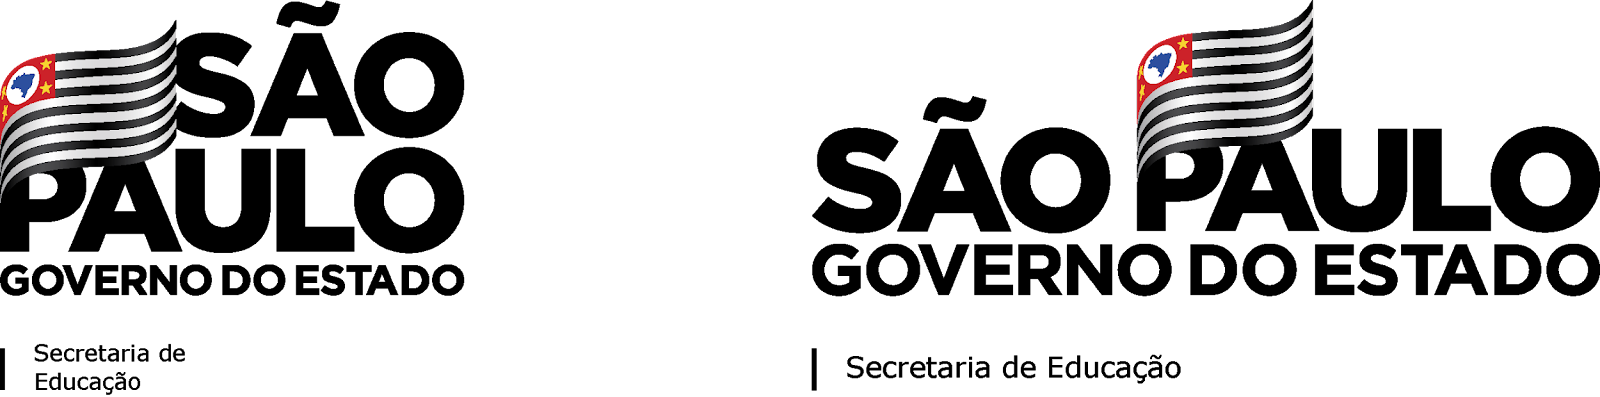 SÃO
PAULO
GOVERNO DO ESTADO
Secretaria de
Educação
SÃO PAULO
GOVERNO DO ESTADO
Secretaria de Educação